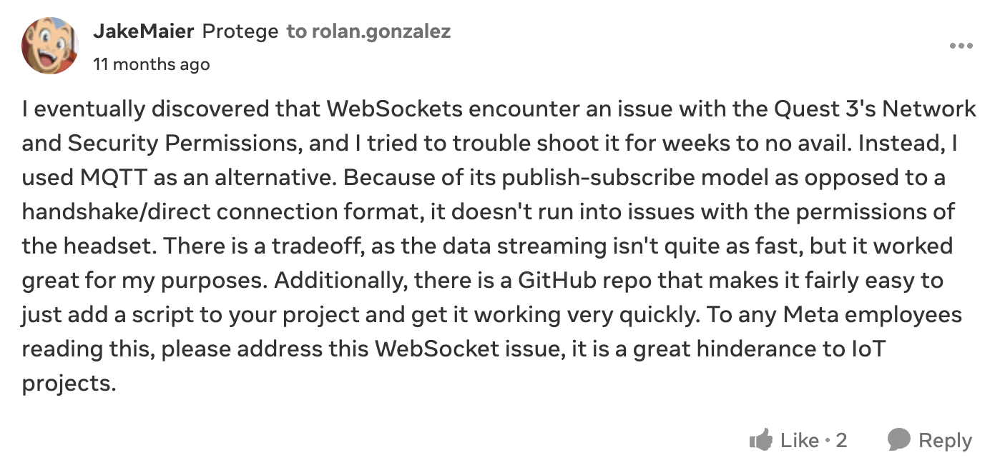 JakeMaier Protege to rolan.gonzalez
11 months ago
I eventually discovered that WebSockets encounter an issue with the Quest 3's Network
and Security Permissions, and I tried to trouble shoot it for weeks to no avail. Instead, I
used MQTT as an alternative. Because of its publish-subscribe model as opposed to a
handshake/direct connection format, it doesn't run into issues with the permissions of
the headset. There is a tradeoff, as the data streaming isn't quite as fast, but it worked
great for my purposes. Additionally, there is a GitHub repo that makes it fairly easy to
just add a script to your project and get it working very quickly. To any Meta employees
reading this, please address this WebSocket issue, it is a great hinderance to IoT
projects.
Like · 2 Reply